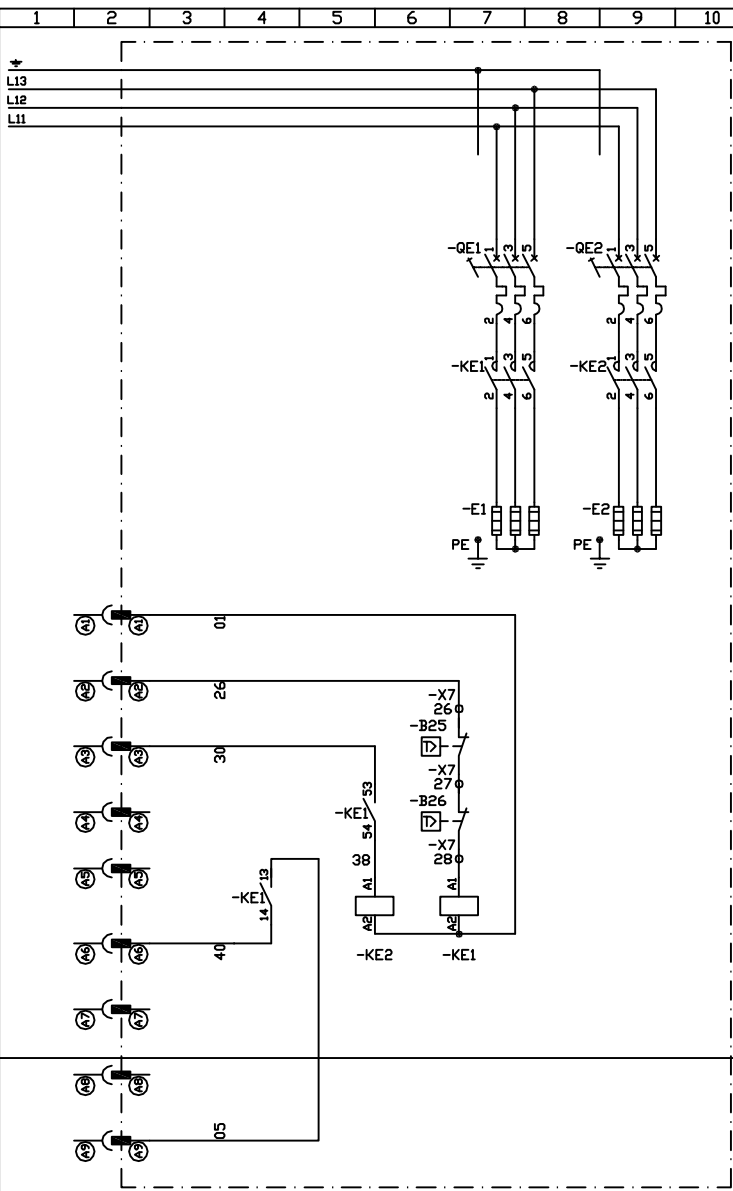 1 2 3 4 5 6 7 8 9 10
L13
L12
L11
-QE1 1 3 5
-QE2 1 3 5
2 4 6
2 4 6
-KE1 1 3 5
-KE2 1 3 5
2 4 6
2 4 6
-E1
-E2
PE
PE
A1 A1 01
A2 A2 26
-X7
26
-B25
A3 A3 30
-X7
27
53
-KE1
54
-B26
A4 A4
-X7
28
38
A5 A5
13
-KE1
14
A1
A1
A2
A2
A6 A6 40
-KE2
-KE1
A7 A7
A8 A8
A9 A9 05